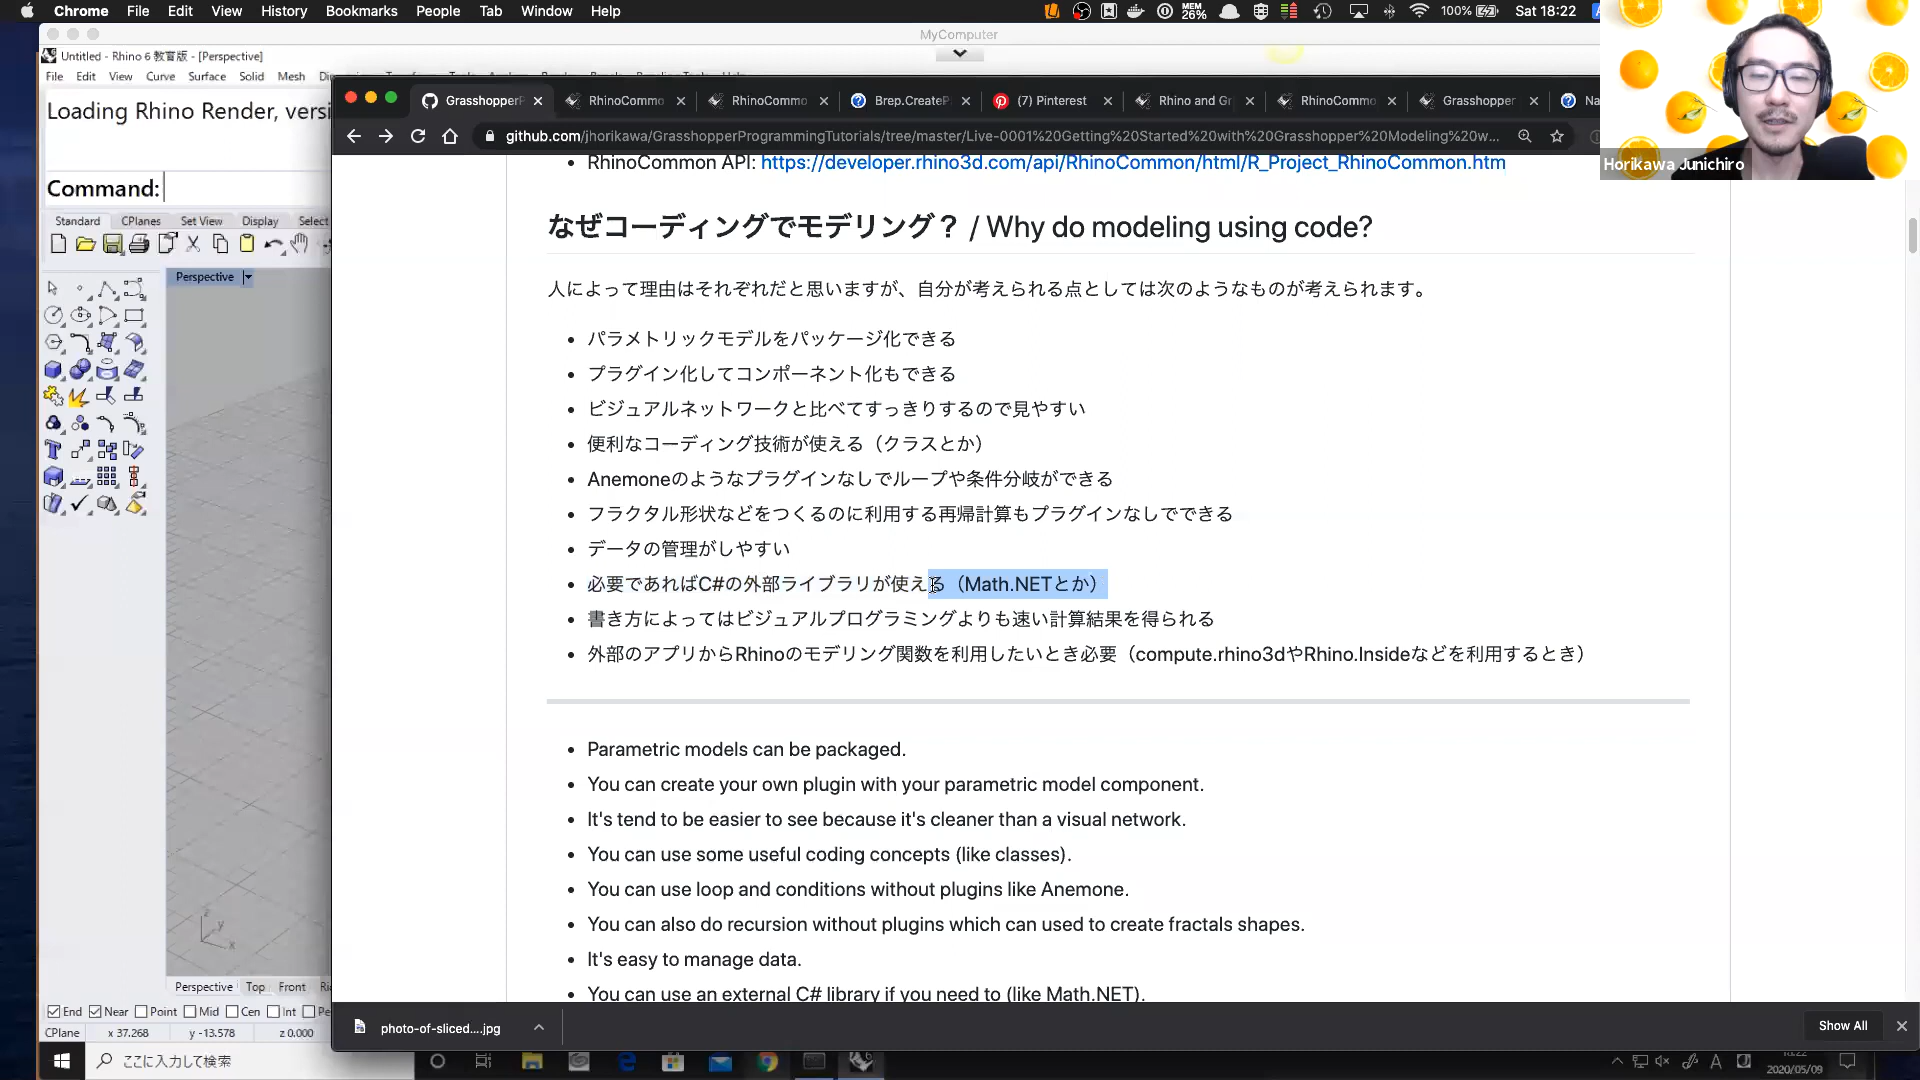 Chrome File Edit View History Bookmarks People Tab Window Help
MEM 26%
100%
Sat 18:22
MyComputer
Untitled - Rhino 6 教育版 - [Perspective]
File Edit View Curve Surface Solid Mesh
Loading Rhino Render, versi
Command:
Standard CPlanes Set View Display Select
Perspective
GrasshopperP
RhinoCommo
RhinoCommo
Brep.CreateP
(7) Pinterest
Rhino and Gr
RhinoCommo
Grasshopper
Na
github.com/jhorikawa/GrasshopperProgrammingTutorials/tree/master/Live-0001%20Getting%20Started%20with%20Grasshopper%20Modeling%20w...
Horikawa Junichiro
RhinoCommon API: https://developer.rhino3d.com/api/RhinoCommon/html/R_Project_RhinoCommon.htm
なぜコーディングでモデリング？ / Why do modeling using code?
人によって理由はそれぞれだと思いますが、自分が考えられる点としては次のようなものが考えられます。
パラメトリックモデルをパッケージ化できる
プラグイン化してコンポーネント化もできる
ビジュアルネットワークと比べてすっきりするので見やすい
便利なコーディング技術が使える（クラスとか）
Anemoneのようなプラグインなしでループや条件分岐ができる
フラクタル形状などをつくるのに利用する再帰計算もプラグインなしでできる
データの管理がしやすい
必要であればC#の外部ライブラリが使える（Math.NETとか）
書き方によってはビジュアルプログラミングよりも速い計算結果を得られる
外部のアプリからRhinoのモデリング関数を利用したいとき必要（compute.rhino3dやRhino.Insideなどを利用するとき）
Parametric models can be packaged.
You can create your own plugin with your parametric model component.
It's tend to be easier to see because it's cleaner than a visual network.
You can use some useful coding concepts (like classes).
You can use loop and conditions without plugins like Anemone.
You can also do recursion without plugins which can used to create fractals shapes.
It's easy to manage data.
You can use an external C# library if you need to (like Math.NET).
z
y
x
Perspective Top Front Ri
End Near Point Mid Cen Int Pe
CPlane x 37.268 y -13.578 z 0.000
photo-of-sliced....jpg
Show All
ここに入力して検索
A
18:22
2020/05/09